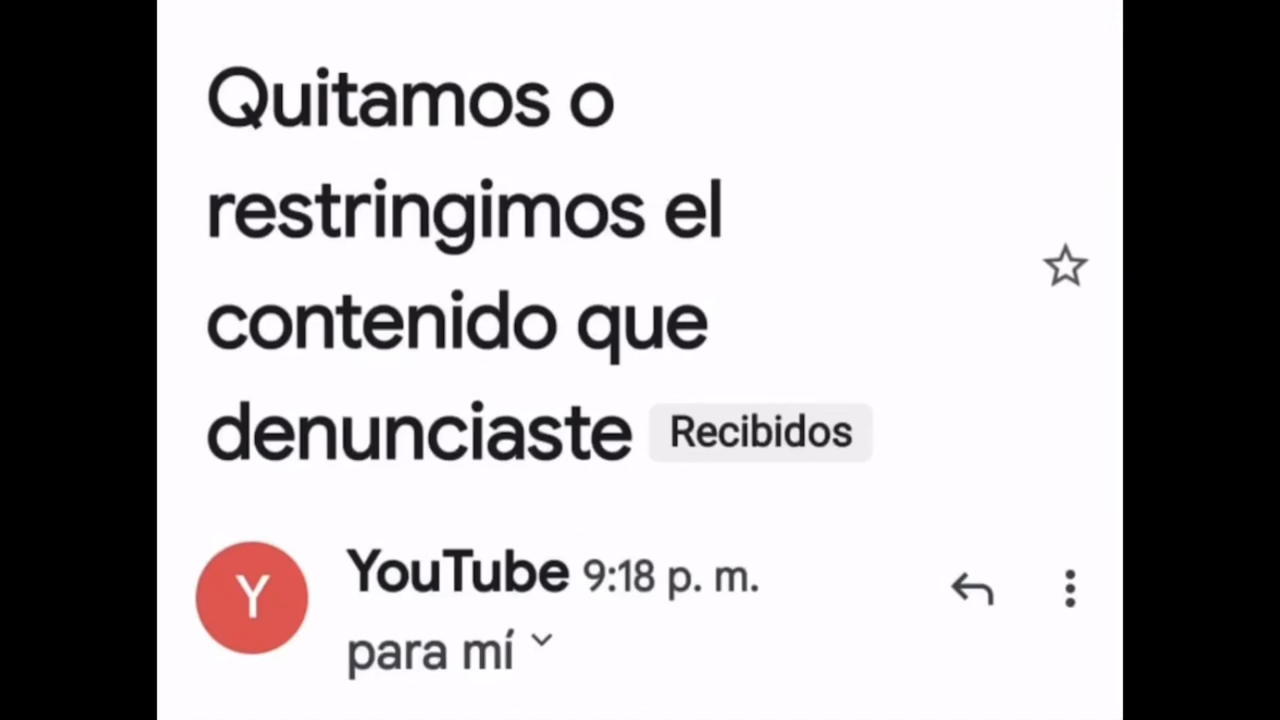 Quitamos o
restringimos el
contenido que
denunciaste Recibidos
Y YouTube 9:18 p. m.
para mí